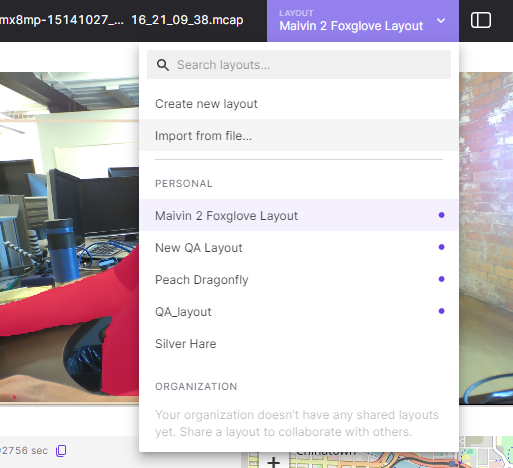 mx8mp-15141027_... 16_21_09_38.mcap
LAYOUT
Maivin 2 Foxglove Layout
Search layouts...
Create new layout
Import from file...
PERSONAL
Maivin 2 Foxglove Layout
New QA Layout
Peach Dragonfly
QA_layout
Silver Hare
ORGANIZATION
Your organization doesn't have any shared layouts
yet. Share a layout to collaborate with others.
92756 sec
+
Chinatown